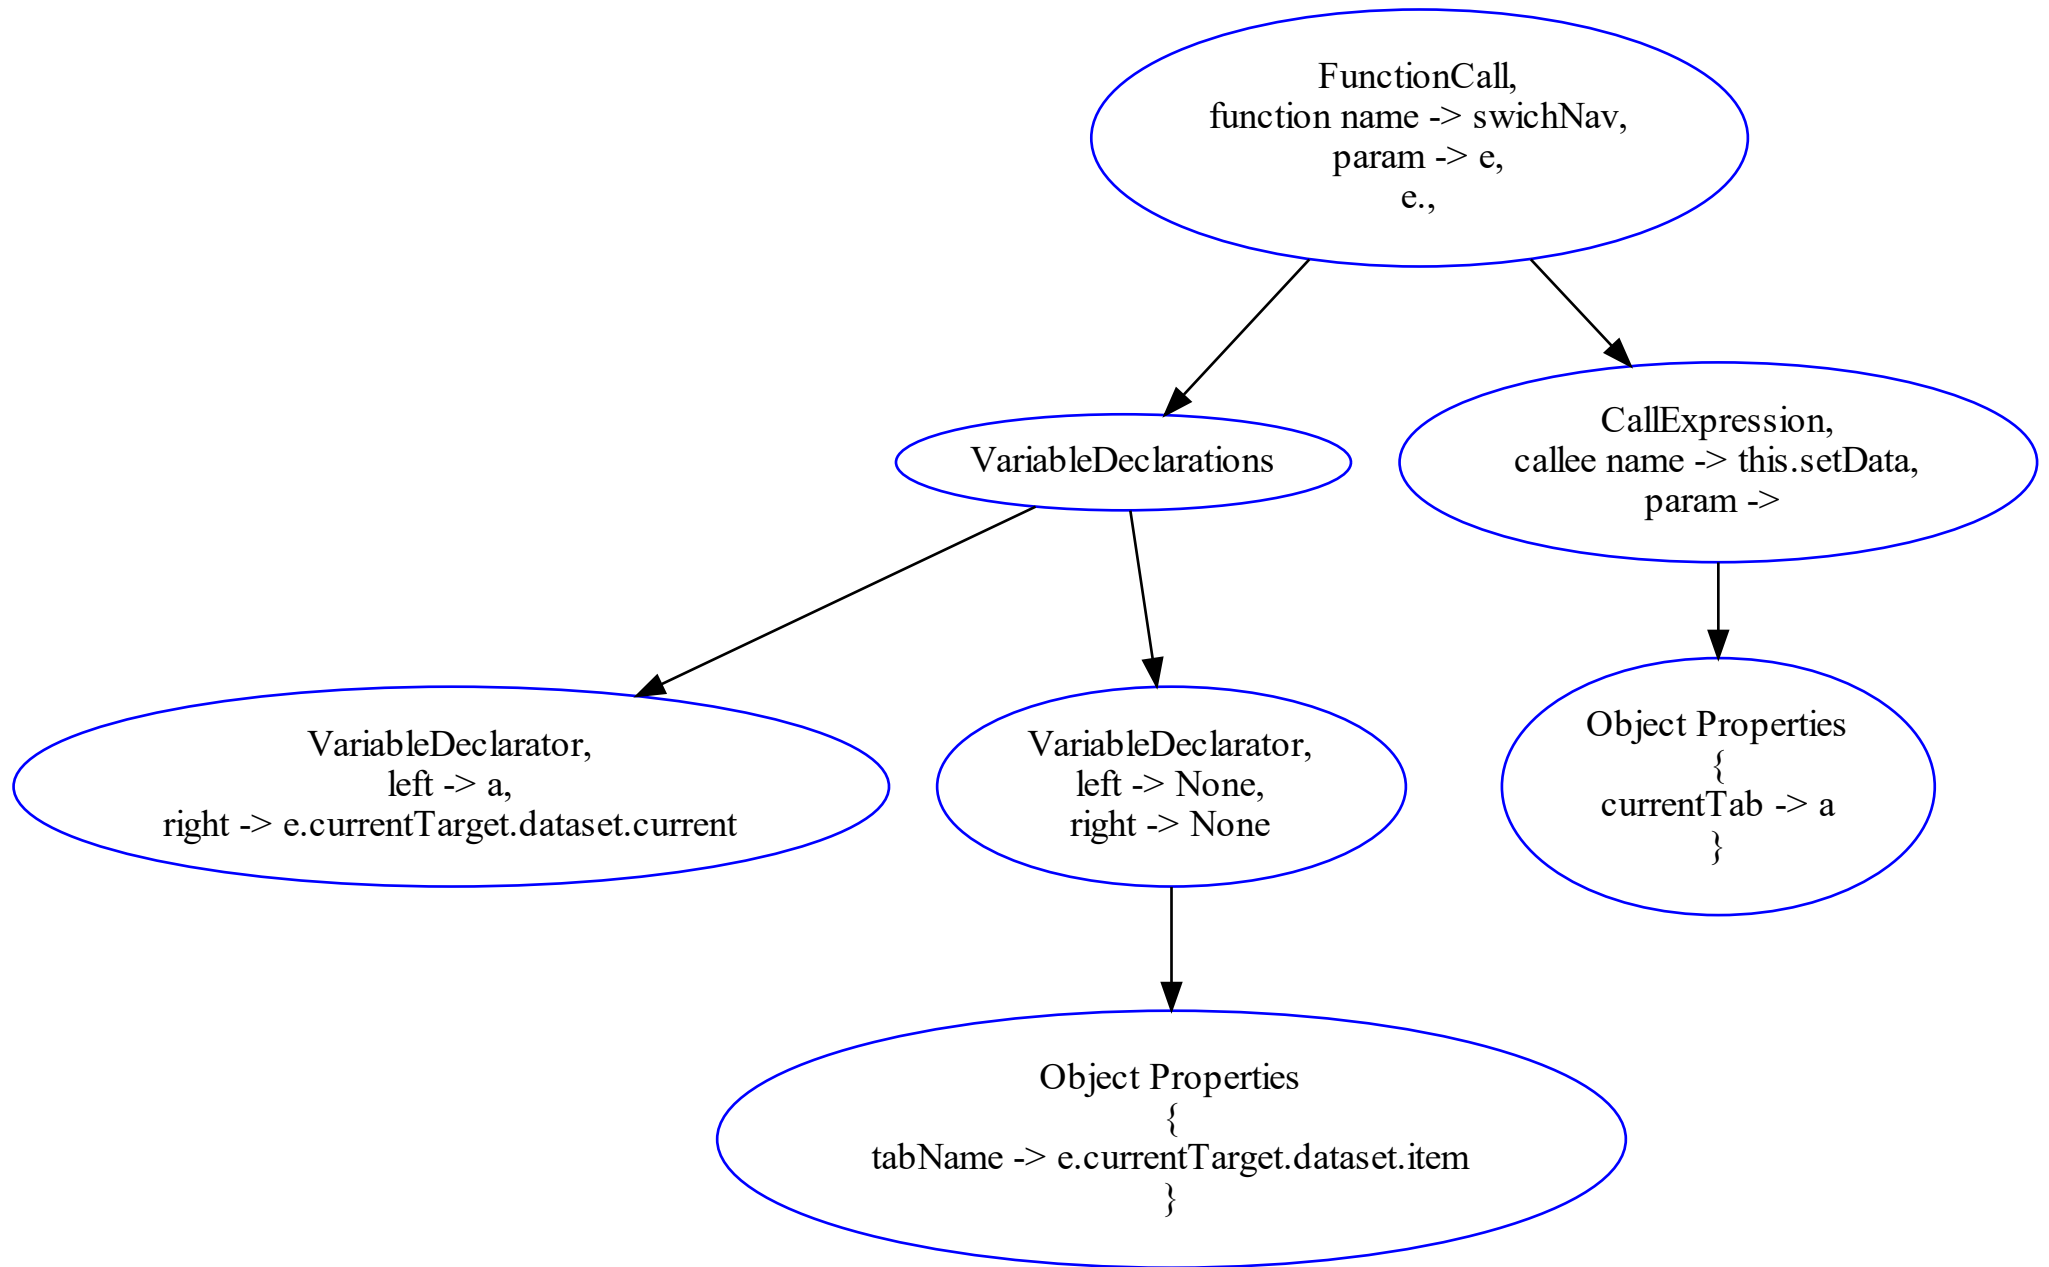 FunctionCall,
function name -> swichNav,
param -> e,
e.,
VariableDeclarations
CallExpression,
callee name -> this.setData,
param ->
VariableDeclarator,
left -> a,
right -> e.currentTarget.dataset.current
VariableDeclarator,
left -> None,
right -> None
Object Properties
{
currentTab -> a
}
Object Properties
{
tabName -> e.currentTarget.dataset.item
}